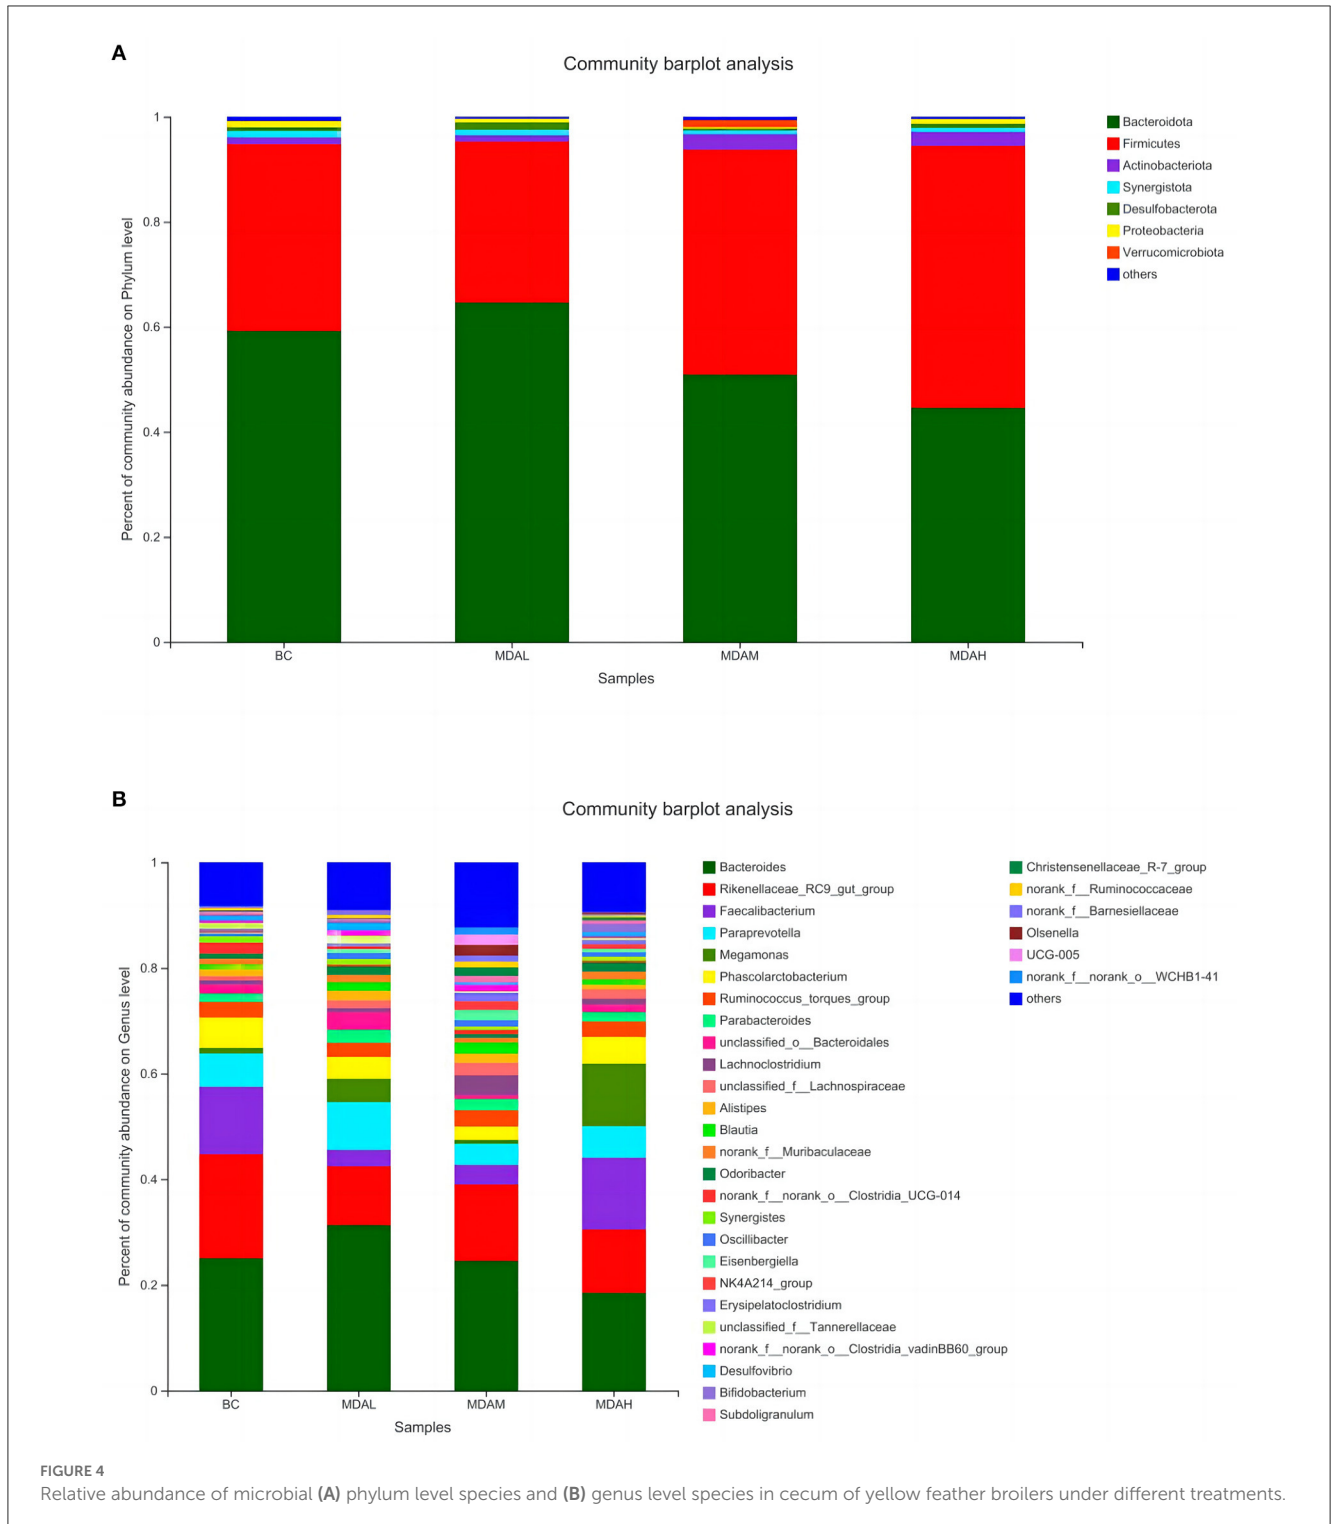 A
Community barplot analysis
Percent of community abundance on Phylum level
1
0.8
0.6
0.4
0.2
0
BC
MDAL
MDAM
MDAH
Samples
Bacteroidota
Firmicutes
Actinobacteriota
Synergistota
Desulfobacterota
Proteobacteria
Verrucomicrobiota
others
B
Community barplot analysis
Percent of community abundance on Genus level
1
0.8
0.6
0.4
0.2
0
BC
MDAL
MDAM
MDAH
Samples
Bacteroides
Rikenellaceae_RC9_gut_group
Faecalibacterium
Paraprevotella
Megamonas
Phascolarctobacterium
Ruminococcus_torques_group
Parabacteroides
unclassified_o__Bacteroidales
Lachnoclostridium
unclassified_f__Lachnospiraceae
Alistipes
Blautia
norank_f__Muribaculaceae
Odoribacter
norank_f__norank_o__Clostridia_UCG-014
Synergistes
Oscillibacter
Eisenbergiella
NK4A214_group
Erysipelatoclostridium
unclassified_f__Tannerellaceae
norank_f__norank_o__Clostridia_vadinBB60_group
Desulfovibrio
Bifidobacterium
Subdoligranulum
Christensenellaceae_R-7_group
norank_f__Ruminococcaceae
norank_f__Barnesiellaceae
Olsenella
UCG-005
norank_f__norank_o__WCHB1-41
others
FIGURE 4
Relative abundance of microbial (A) phylum level species and (B) genus level species in cecum of yellow feather broilers under different treatments.